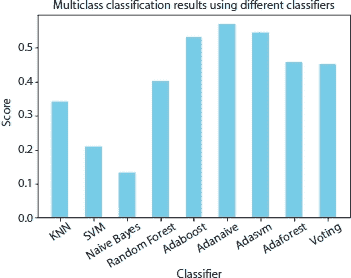 Multiclass classification results using different classifiers
Score
0.5
0.4
0.3
0.2
0.1
0.0
KNN
SVM
Naive Bayes
Random Forest
Adaboost
Adanaive
Adasvm
Adaforest
Voting
Classifier